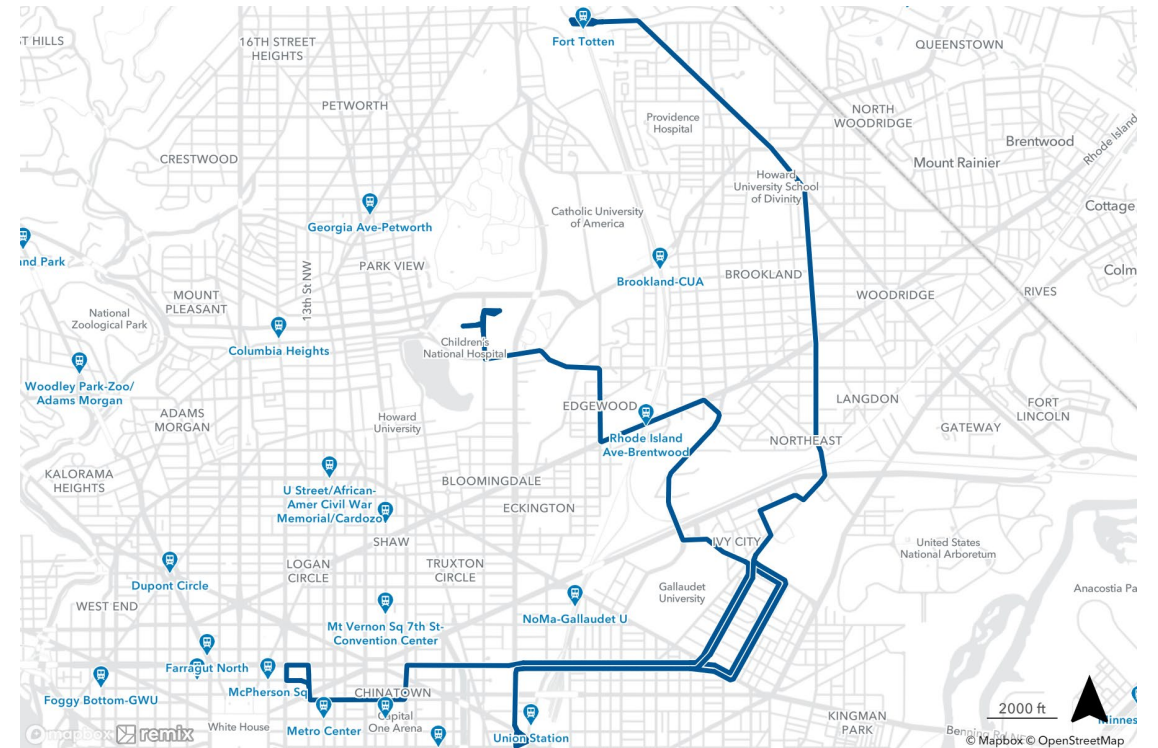 Fort Totten
ST HILLS
16TH STREET
HEIGHTS
QUEENSTOWN
PETWORTH
Providence
Hospital
NORTH
WOODRIDGE
Brentwood
Rhode Island
CRESTWOOD
Mount Rainier
Howard
University School
of Divinity
Georgia Ave-Petworth
Catholic University
of America
Cottage
and Park
PARK VIEW
13th St NW
Brookland-CUA
BROOKLAND
Colm
MOUNT
PLEASANT
WOODRIDGE
RIVES
National
Zoological Park
Columbia Heights
Children's
National Hospital
Woodley Park-Zoo/
Adams Morgan
ADAMS
MORGAN
Howard
University
EDGEWOOD
LANGDON
FORT
LINCOLN
Rhode Island
Ave-Brentwood
NORTHEAST
GATEWAY
KALORAMA
HEIGHTS
BLOOMINGDALE
U Street/African-
Amer Civil War
Memorial/Cardozo
ECKINGTON
SHAW
IVY CITY
United States
National Arboretum
LOGAN
CIRCLE
TRUXTON
CIRCLE
Dupont Circle
Gallaudet
University
Anacostia Pa
WEST END
NoMa-Gallaudet U
Mt Vernon Sq 7th St-
Convention Center
Farragut North
McPherson Sq
CHINATOWN
Foggy Bottom-GWU
2000 ft
White House
Metro Center
Capital
One Arena
Union Station
KINGMAN
PARK
Minnes
Benning Rd NE
mapbox remix
© Mapbox © OpenStreetMap